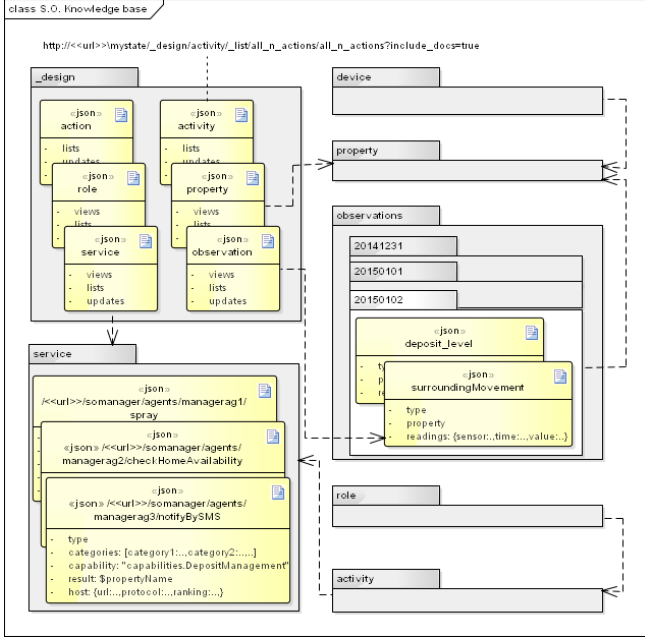 class S.O. Knowledge base
http://<<url>>\mystate/_design/activity/_list/all_n_actions/all_n_actions?include_docs=true
_design
«json»
action
- lists
- updates
«json»
activity
- lists
- updates
«json»
role
- views
- lists
«json»
property
- views
- lists
«json»
service
- views
- lists
- updates
«json»
observation
- views
- lists
- updates
device
property
observations
20141231
20150101
20150102
«json»
deposit_level
- ty
- p
- re
«json»
surroundingMovement
- type
- property
- readings: {sensor:..,time:..,value:..}
service
«json»
/<<url>>/somanager/agents/managerag1/
spray
«json»
«json» /<<url>>/somanager/agents/
managerag2/checkHomeAvailability
«json»
«json» /<<url>>/somanager/agents/
managerag3/notifyBySMS
- type
- categories: [category1:..,category2:..,..]
- capability: "capabilities.DepositManagement"
- result: $propertyName
- host: {url:..,protocol:..,ranking:..,}
role
activity